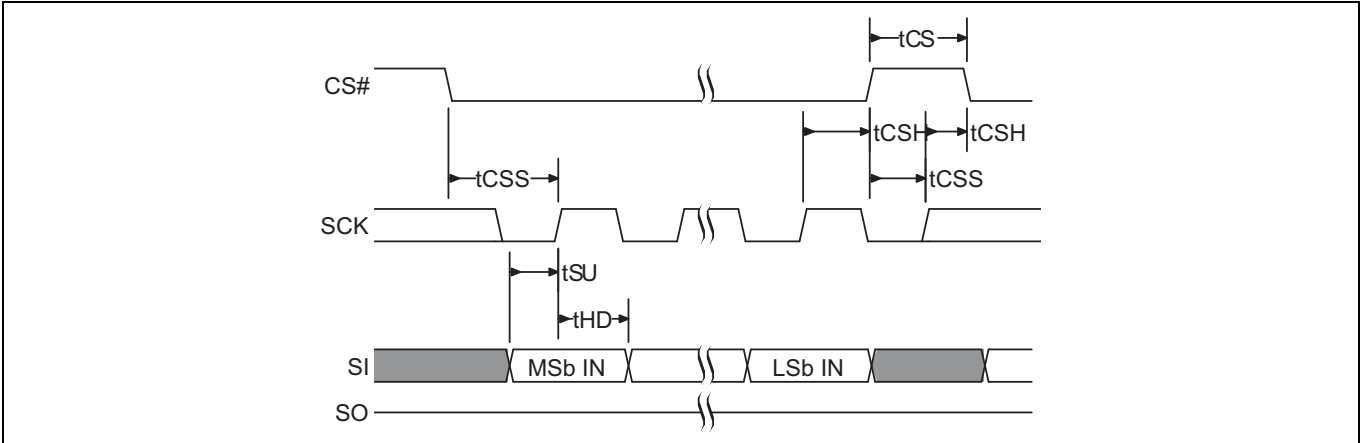 tCS
CS#
tCSH
tCSH
tCSS
tCSS
SCK
tSU
tHD
SI
MSb IN
LSb IN
SO